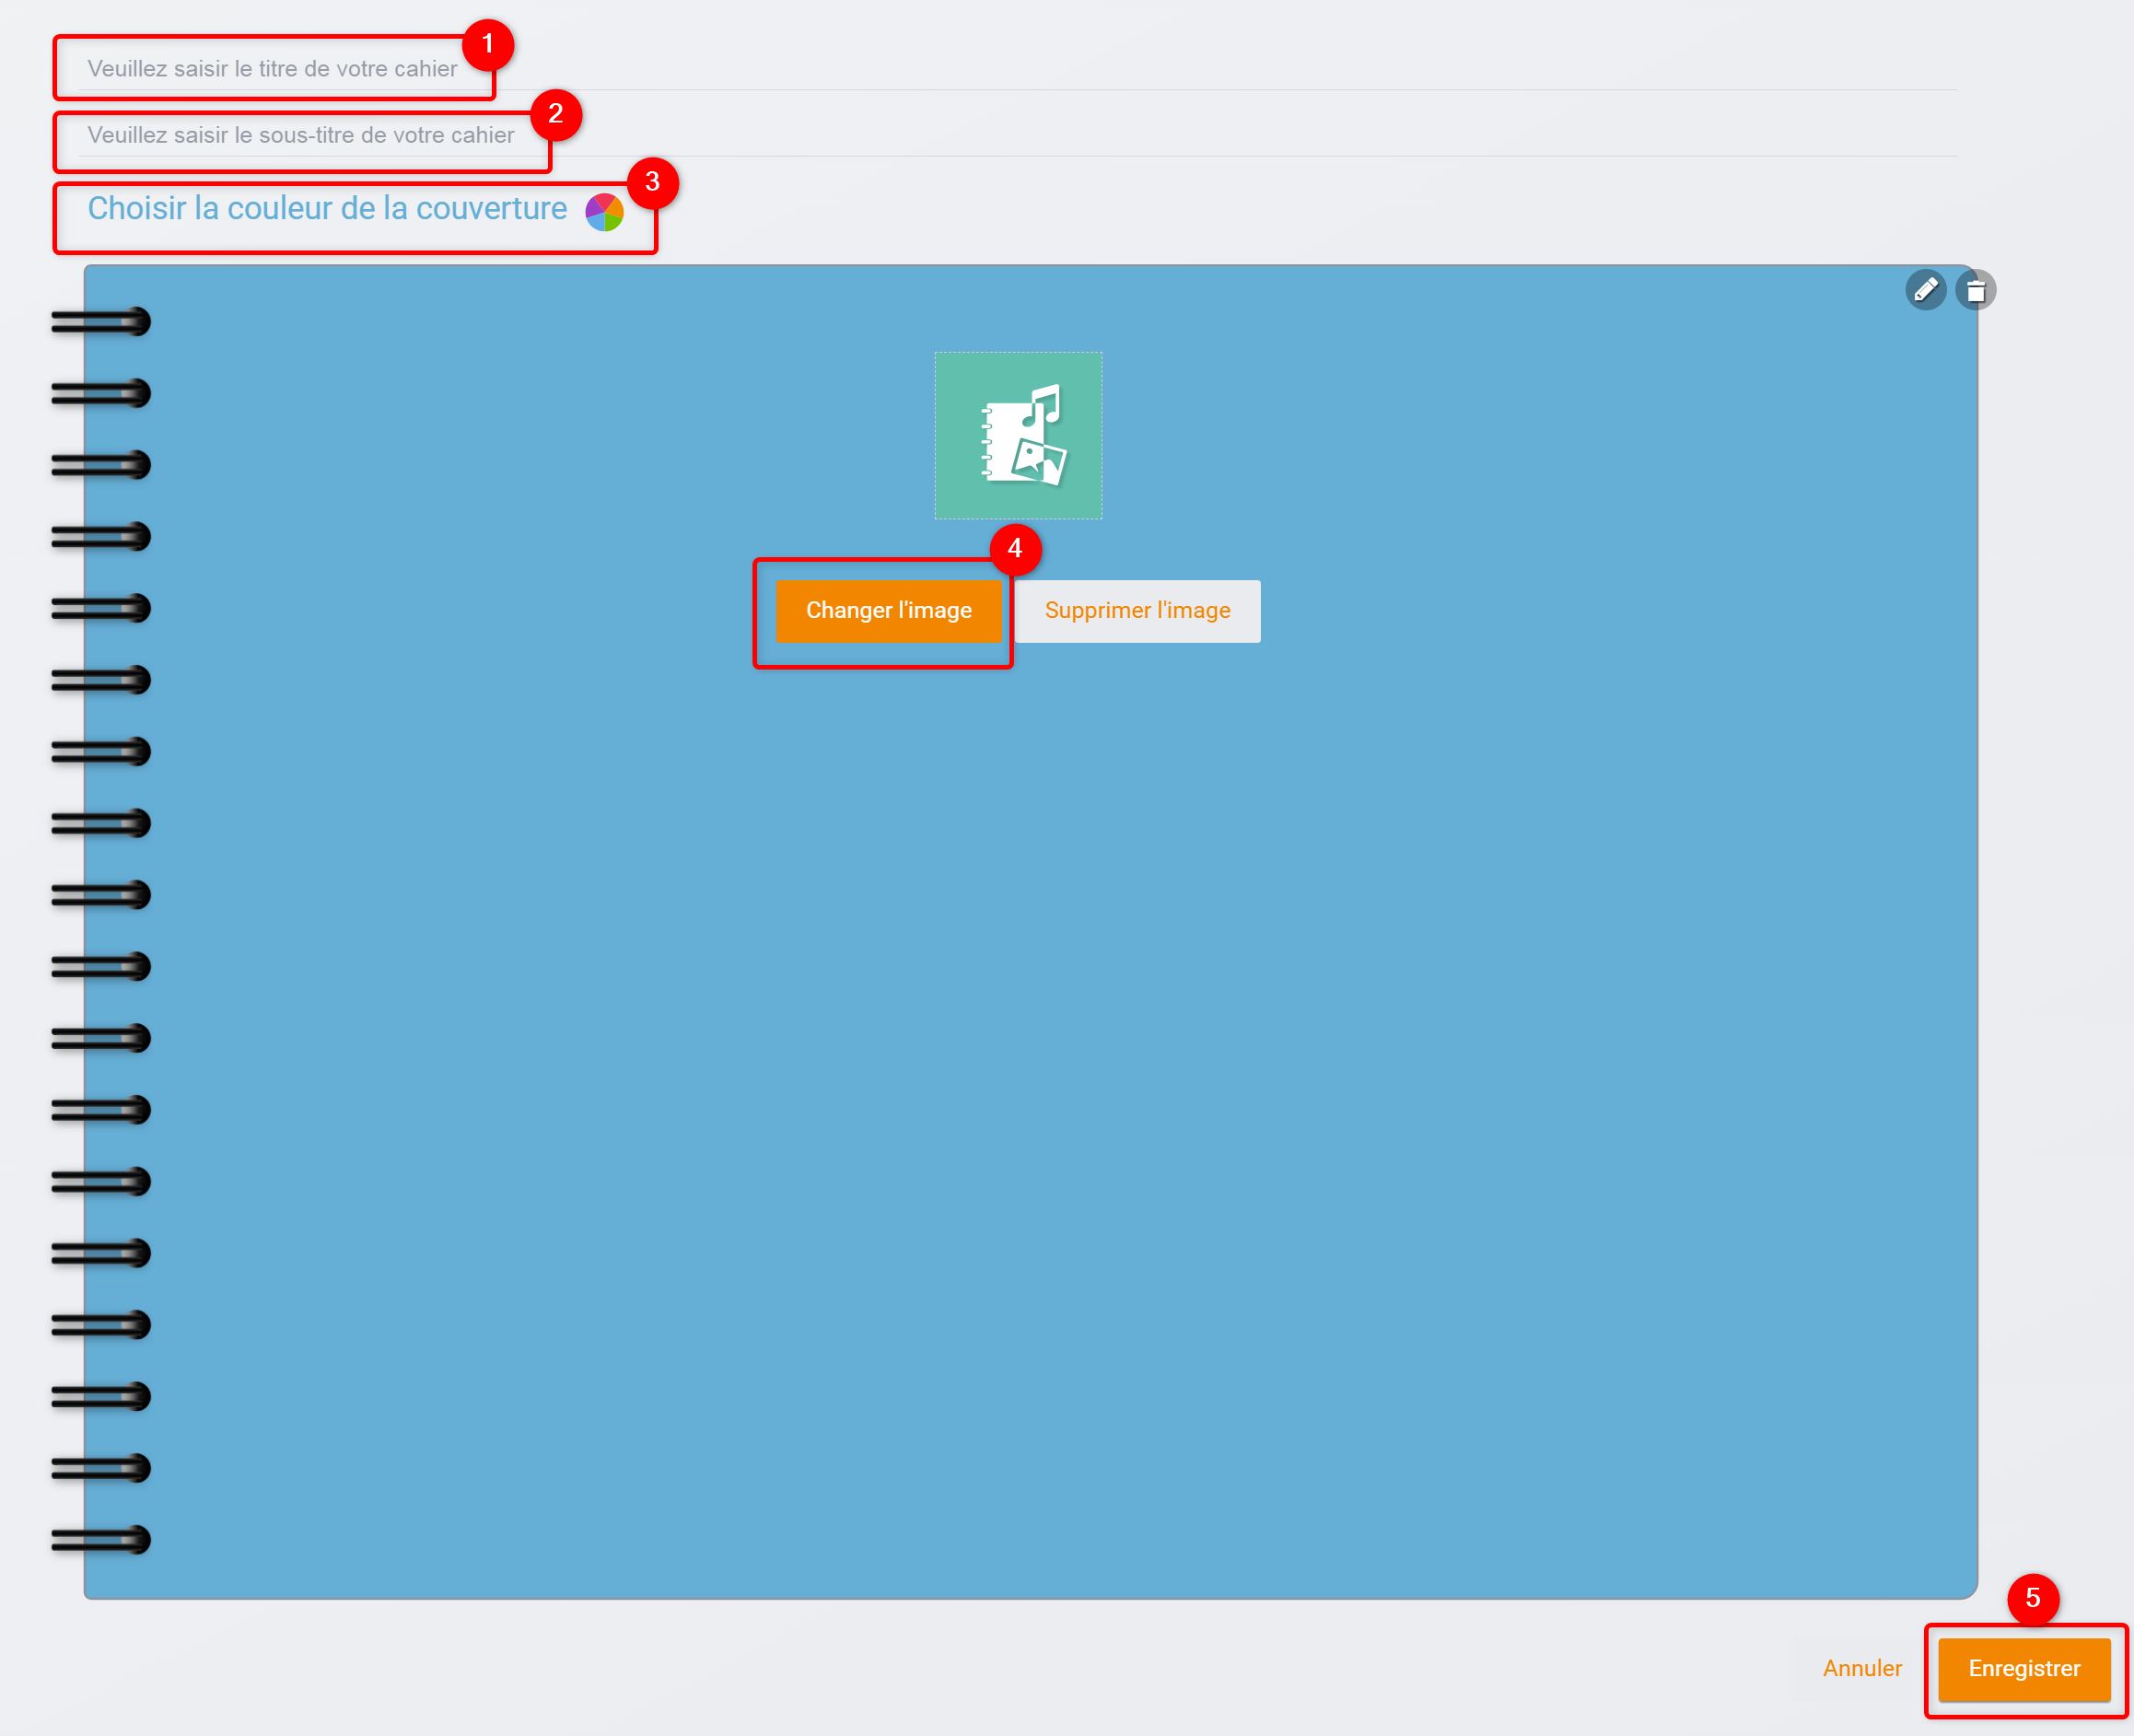 1
Veuillez saisir le titre de votre cahier
2
Veuillez saisir le sous-titre de votre cahier
3
Choisir la couleur de la couverture
4
Changer l'image
Supprimer l'image
5
Annuler
Enregistrer